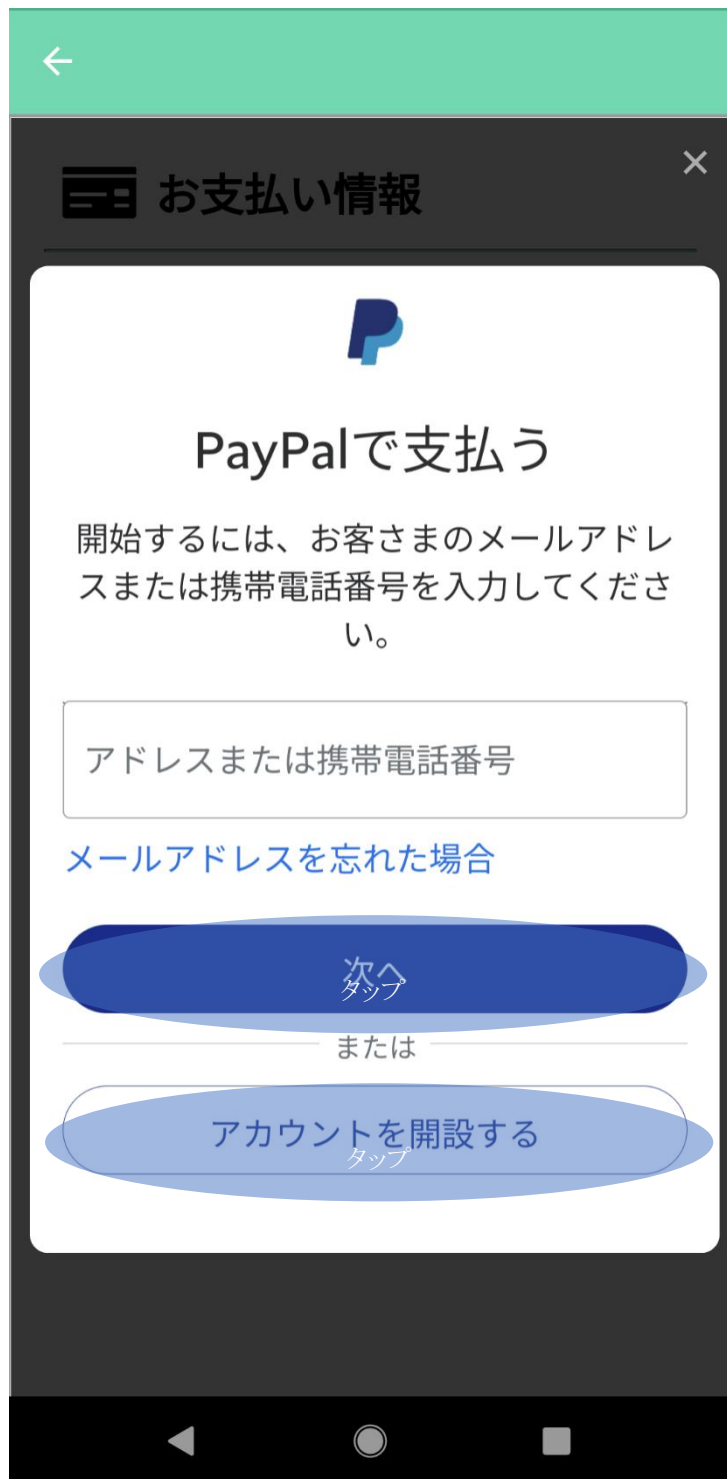 お支払い情報
PayPalで支払う
開始するには、お客さまのメールアドレ
スまたは携帯電話番号を入力してくださ
い。
アドレスまたは携帯電話番号
メールアドレスを忘れた場合
次へ
タップ
または
アカウントを開設する
タップ